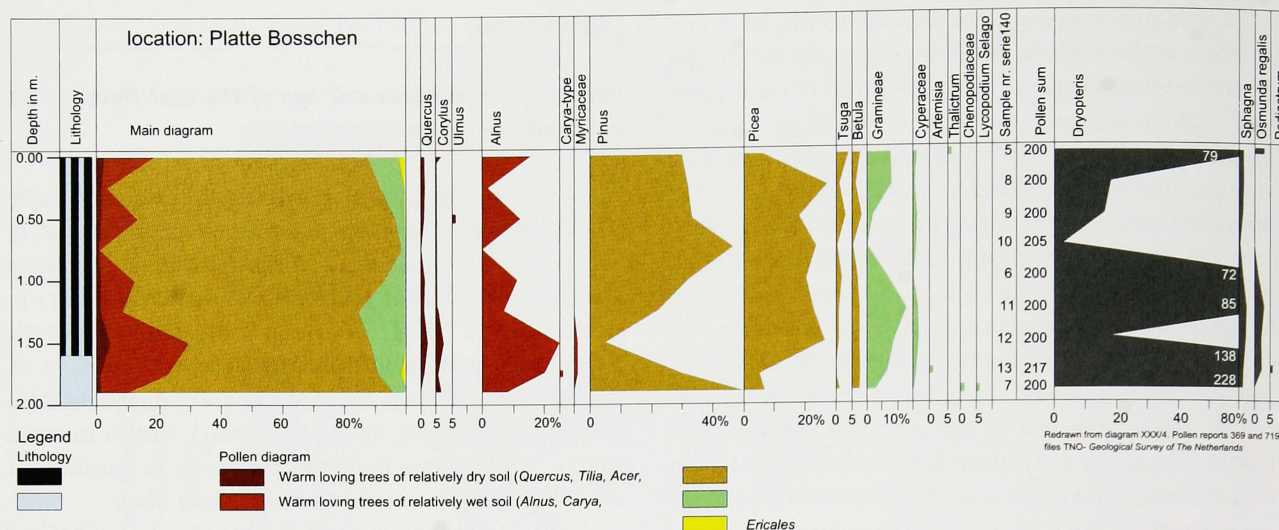 location: Platte Bosschen
Depth in m.
Lithology
Main diagram
Quercus
Corylus
Ulmus
Alnus
Carya-type
Myricaceae
Pinus
Picea
Tsuga
Betula
Gramineae
Cyperaceae
Artemisia
Thalictrum
Chenopodiaceae
Lycopodium Selago
Sample nr. serie140
Pollen sum
Dryopteris
Sphagna
Osmunda regalis
0.00
0 50
1.00
1.50
2.00
5 200 79
8 200
9 200
10 205
6 200 72
11 200 85
12 200
13 217 138
7 200 228
0 20 40 60 80% 0 5 5 0 20% 0 40% 0 20% 0 5 5 0 10% 0 5 0 5 0 5 0 20 40 80% 0 5 0 5
Redrawn from diagram XXX/4. Pollen reports 369 and 719
files TNO- Geological Survey of The Netherlands
Legend
Lithology
Pollen diagram
Warm loving trees of relatively dry soil (Quercus, Tilia, Acer,
Warm loving trees of relatively wet soil (Alnus, Carya,
Ericales